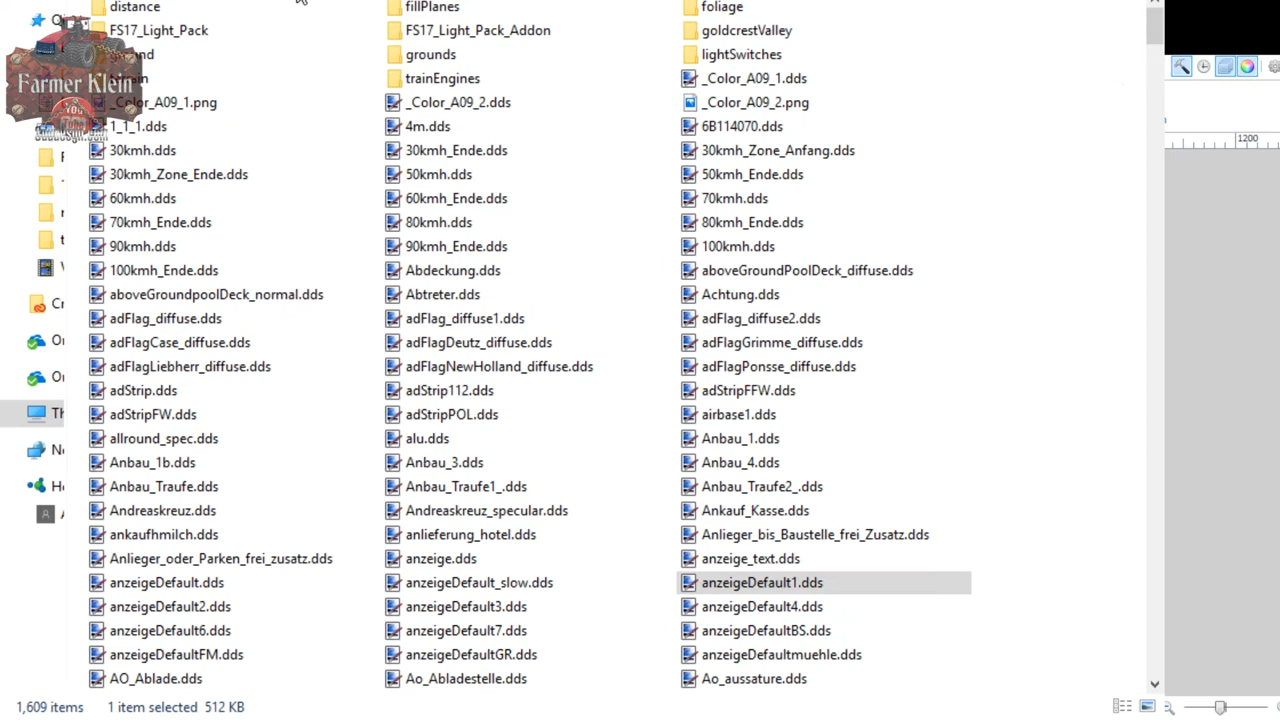 distance fillPlanes foliage
FS17_Light_Pack FS17_Light_Pack_Addon goldcrestValley
grounds lightSwitches
Farmer Klein
trainEngines _Color_A09_1.dds
_Color_A09_1.png _Color_A09_2.dds _Color_A09_2.png
1_1_1.dds 4m.dds 6B114070.dds
30kmh.dds 30kmh_Ende.dds 30kmh_Zone_Anfang.dds
1200
30kmh_Zone_Ende.dds 50kmh.dds 50kmh_Ende.dds
60kmh.dds 60kmh_Ende.dds 70kmh.dds
70kmh_Ende.dds 80kmh.dds 80kmh_Ende.dds
90kmh.dds 90kmh_Ende.dds 100kmh.dds
100kmh_Ende.dds Abdeckung.dds aboveGroundPoolDeck_diffuse.dds
aboveGroundpoolDeck_normal.dds Abtreter.dds Achtung.dds
adFlag_diffuse.dds adFlag_diffuse1.dds adFlag_diffuse2.dds
adFlagCase_diffuse.dds adFlagDeutz_diffuse.dds adFlagGrimme_diffuse.dds
adFlagLiebherr_diffuse.dds adFlagNewHolland_diffuse.dds adFlagPonsse_diffuse.dds
adStrip.dds adStrip112.dds adStripFFW.dds
adStripFW.dds adStripPOL.dds airbase1.dds
allround_spec.dds alu.dds Anbau_1.dds
Anbau_1b.dds Anbau_3.dds Anbau_4.dds
Anbau_Traufe.dds Anbau_Traufe1_.dds Anbau_Traufe2_.dds
Andreaskreuz.dds Andreaskreuz_specular.dds Ankauf_Kasse.dds
ankaufhmilch.dds anlieferung_hotel.dds Anlieger_bis_Baustelle_frei_Zusatz.dds
Anlieger_oder_Parken_frei_zusatz.dds anzeige.dds anzeige_text.dds
anzeigeDefault.dds anzeigeDefault_slow.dds anzeigeDefault1.dds
anzeigeDefault2.dds anzeigeDefault3.dds anzeigeDefault4.dds
anzeigeDefault6.dds anzeigeDefault7.dds anzeigeDefaultBS.dds
anzeigeDefaultFM.dds anzeigeDefaultGR.dds anzeigeDefaultmuehle.dds
AO_Ablade.dds Ao_Abladestelle.dds Ao_aussature.dds
1,609 items 1 item selected 512 KB